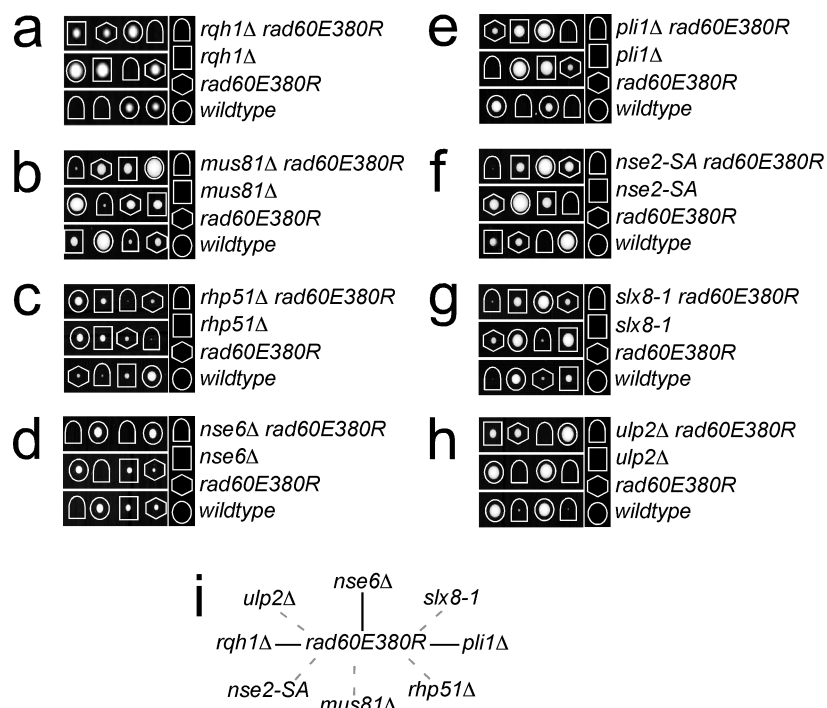 a
rqh1Δ rad60E380R
rqh1Δ
rad60E380R
wildtype
b
mus81Δ rad60E380R
mus81Δ
rad60E380R
wildtype
c
rhp51Δ rad60E380R
rhp51Δ
rad60E380R
wildtype
d
nse6Δ rad60E380R
nse6Δ
rad60E380R
wildtype
e
pli1Δ rad60E380R
pli1Δ
rad60E380R
wildtype
f
nse2-SA rad60E380R
nse2-SA
rad60E380R
wildtype
g
slx8-1 rad60E380R
slx8-1
rad60E380R
wildtype
h
ulp2Δ rad60E380R
ulp2Δ
rad60E380R
wildtype
i
nse6Δ
ulp2Δ slx8-1
rqh1Δ rad60E380R pli1Δ
nse2-SA rhp51Δ
mus81Δ